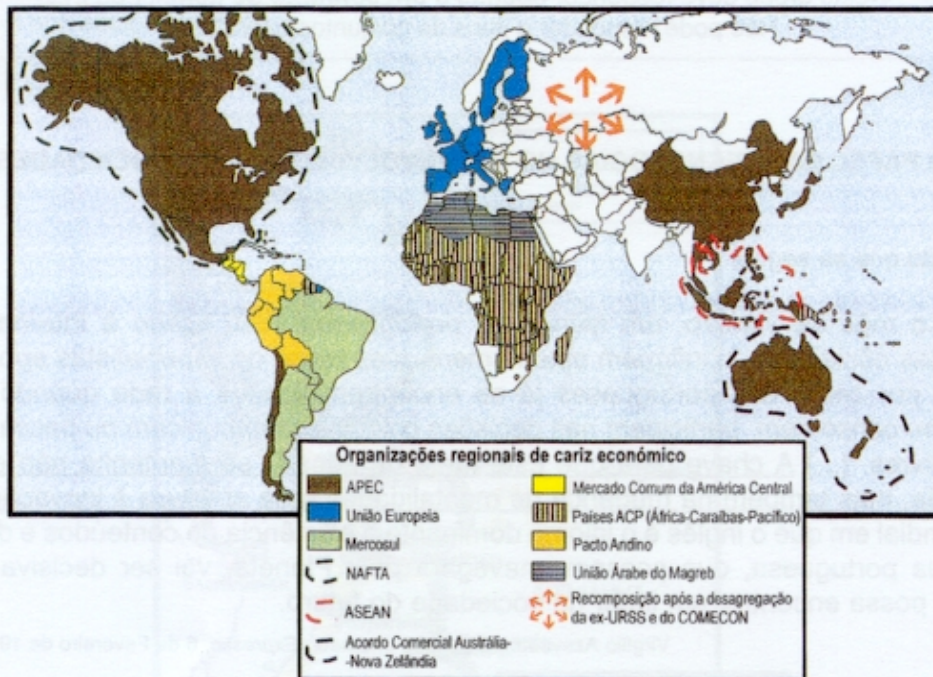 Organizações regionais de cariz económico
APEC
União Europeia
Mercosul
NAFTA
ASEAN
Acordo Comercial Austrália-
-Nova Zelândia
Mercado Comum da América Central
Países ACP (África-Caraíbas-Pacífico)
Pacto Andino
União Árabe do Magreb
Recomposição após a desagregação
da ex-URSS e do COMECON